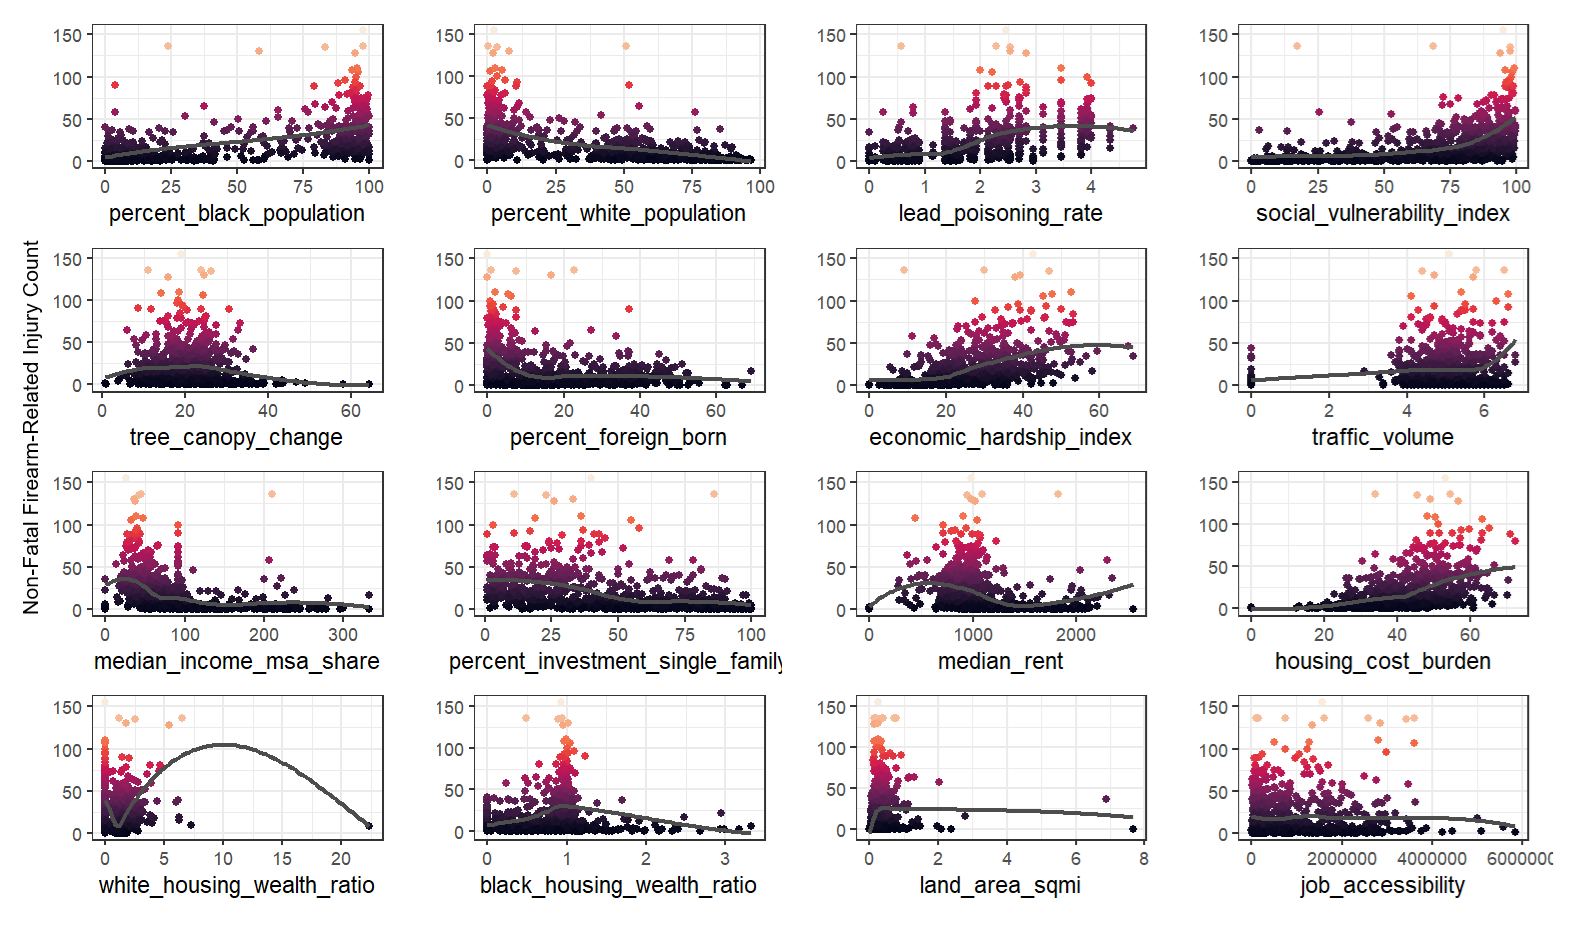 Non-Fatal Firearm-Related Injury Count
150 100 50 0
0 25 50 75 100
percent_black_population
150 100 50 0
0 25 50 75 100
percent_white_population
150 100 50 0
0 1 2 3 4
lead_poisoning_rate
150 100 50 0
0 25 50 75 100
social_vulnerability_index
150 100 50 0
0 20 40 60
tree_canopy_change
150 100 50 0
0 20 40 60
percent_foreign_born
150 100 50 0
0 20 40 60
economic_hardship_index
150 100 50 0
0 2 4 6
traffic_volume
150 100 50 0
0 100 200 300
median_income_msa_share
150 100 50 0
0 25 50 75 100
percent_investment_single_family
150 100 50 0
0 1000 2000
median_rent
150 100 50 0
0 20 40 60
housing_cost_burden
150 100 50 0
0 5 10 15 20
white_housing_wealth_ratio
150 100 50 0
0 1 2 3
black_housing_wealth_ratio
150 100 50 0
0 2 4 6 8
land_area_sqmi
150 100 50 0
0 2000000 4000000 6000000
job_accessibility